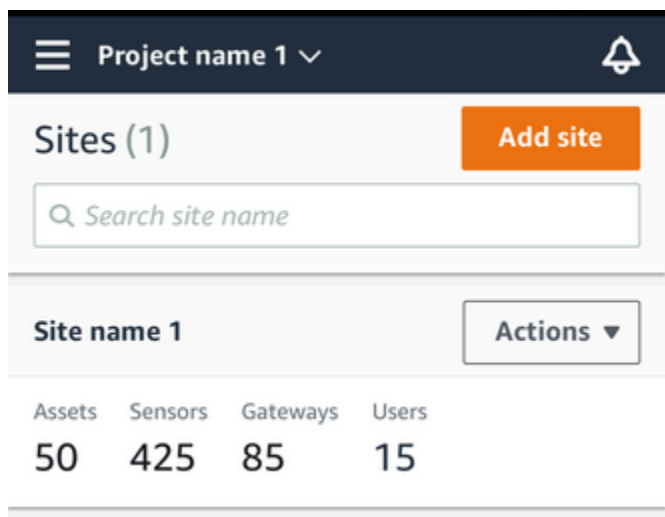 Project name 1
Sites (1)
Add site
Search site name
Site name 1
Actions
Assets Sensors Gateways Users
50 425 85 15